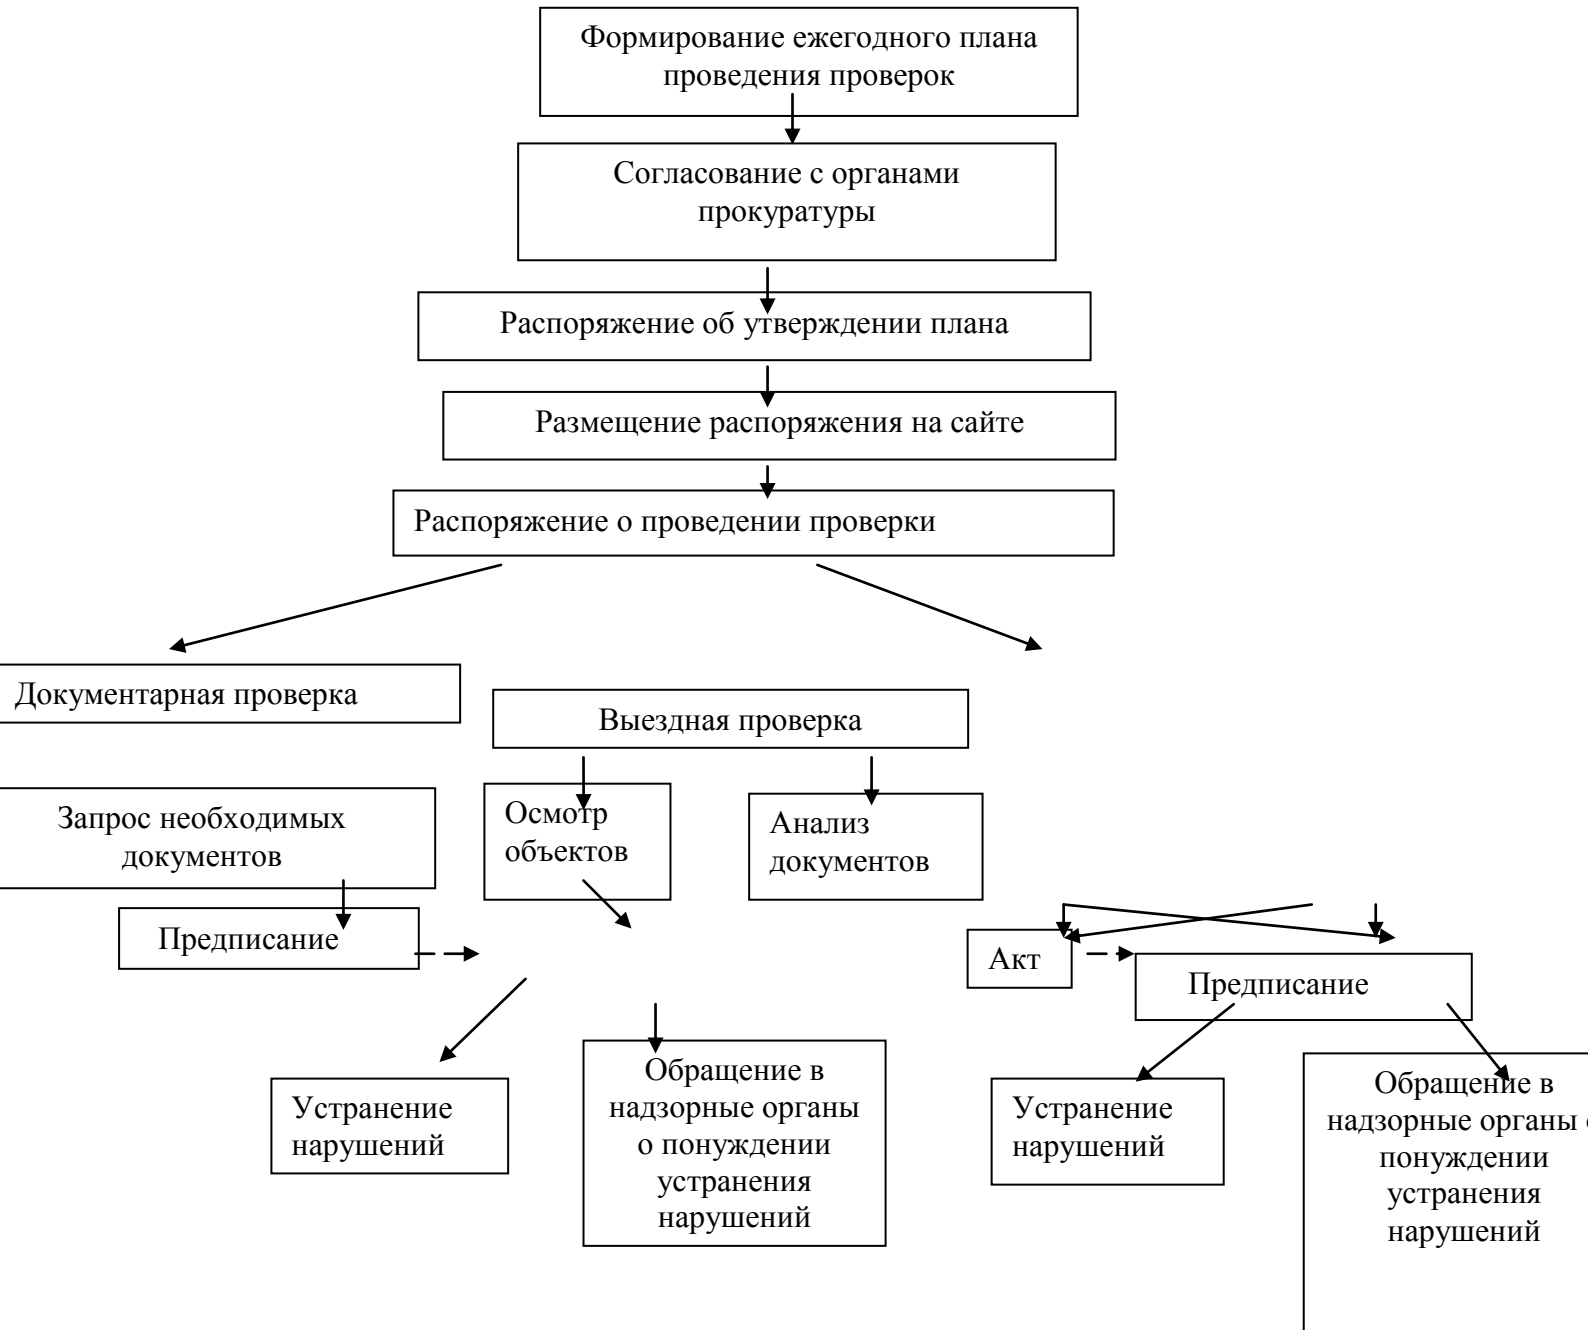 Формирование ежегодного плана
проведения проверок
Согласование с органами
прокуратуры
Распоряжение об утверждении плана
Размещение распоряжения на сайте
Распоряжение о проведении проверки
Документарная проверка
Выездная проверка
Запрос необходимых
документов
Осмотр
объектов
Анализ
документов
Предписание
Акт
Предписание
Устранение
нарушений
Обращение в
надзорные органы
о понуждении
устранения
нарушений
Устранение
нарушений
Обращение в
надзорные органы
понуждении
устранения
нарушений